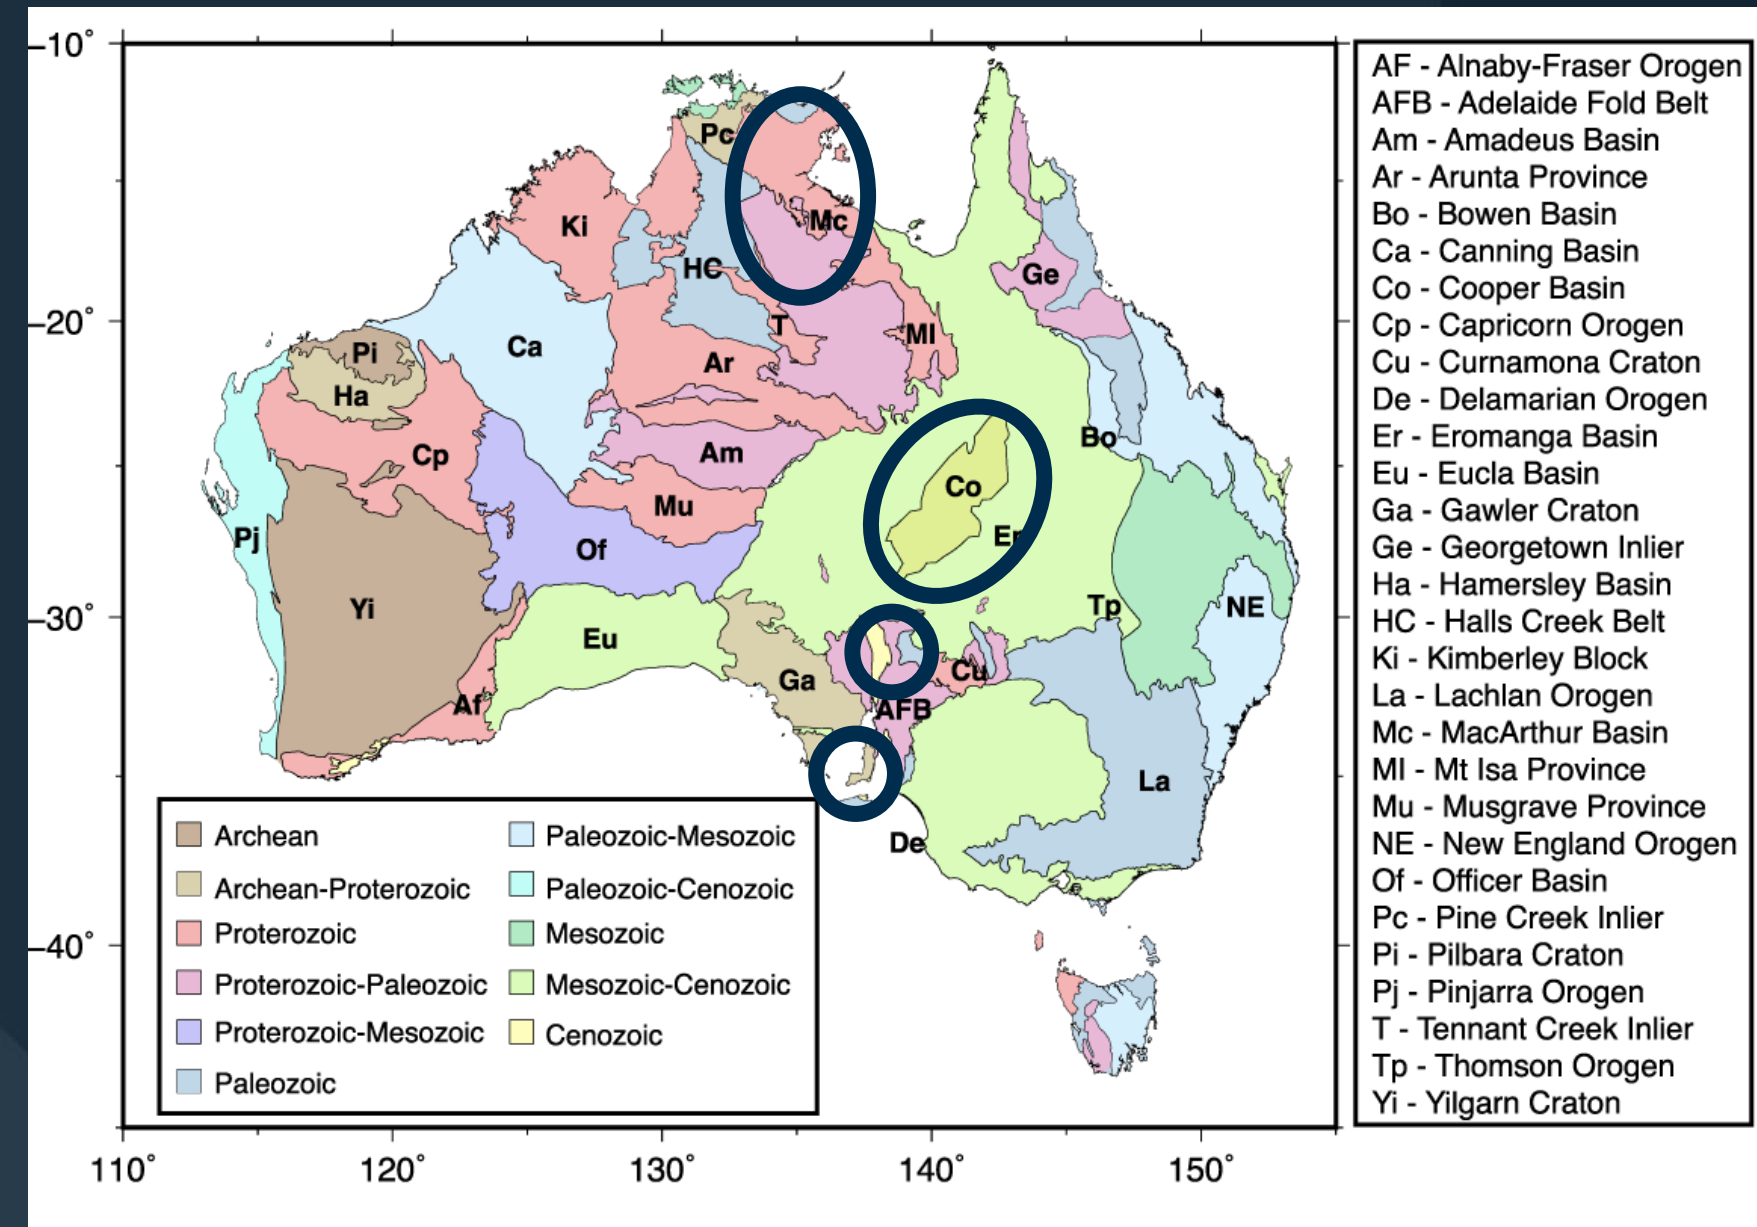 –10°
–20°
–30°
–40°
110°
120°
130°
140°
150°
Pc
Ki
Mc
HC
Ge
T
MI
Pi
Ca
Ar
Ha
Bo
Cp
Am
Co
Mu
Er
Pj
Of
Yi
Tp
NE
Eu
Ga
Cu
Af
AFB
La
De
Archean
Archean-Proterozoic
Proterozoic
Proterozoic-Paleozoic
Proterozoic-Mesozoic
Paleozoic
Paleozoic-Mesozoic
Paleozoic-Cenozoic
Mesozoic
Mesozoic-Cenozoic
Cenozoic
AF - Alnaby-Fraser Orogen
AFB - Adelaide Fold Belt
Am - Amadeus Basin
Ar - Arunta Province
Bo - Bowen Basin
Ca - Canning Basin
Co - Cooper Basin
Cp - Capricorn Orogen
Cu - Curnamona Craton
De - Delamarian Orogen
Er - Eromanga Basin
Eu - Eucla Basin
Ga - Gawler Craton
Ge - Georgetown Inlier
Ha - Hamersley Basin
HC - Halls Creek Belt
Ki - Kimberley Block
La - Lachlan Orogen
Mc - MacArthur Basin
MI - Mt Isa Province
Mu - Musgrave Province
NE - New England Orogen
Of - Officer Basin
Pc - Pine Creek Inlier
Pi - Pilbara Craton
Pj - Pinjarra Orogen
T - Tennant Creek Inlier
Tp - Thomson Orogen
Yi - Yilgarn Craton